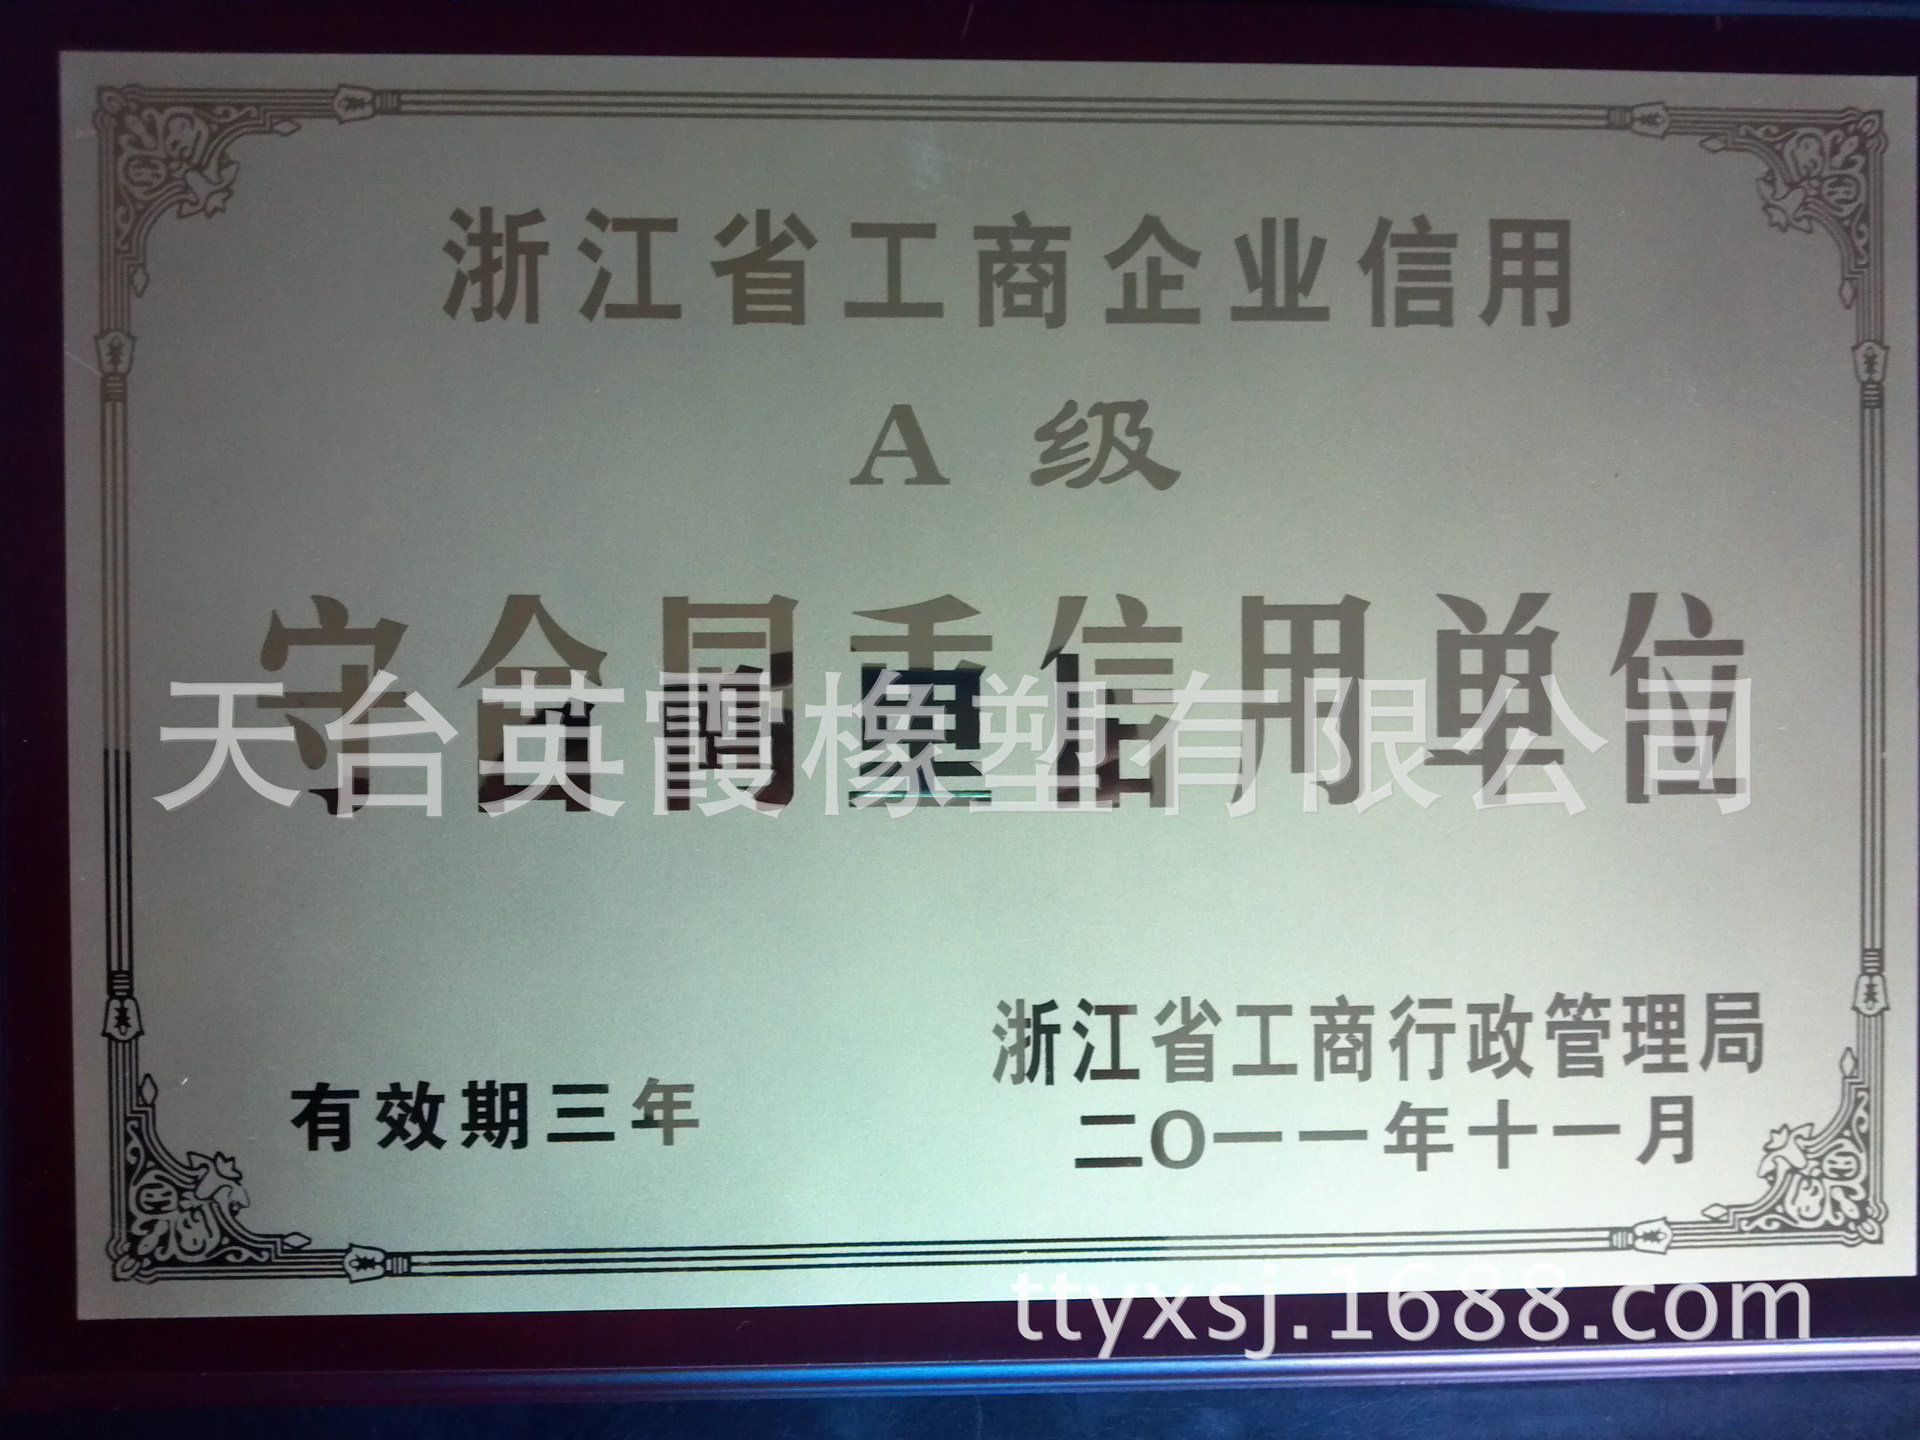 浙江省工商企业信用
A 级
守合同重信用单位
天台英霞橡塑有限公司
有效期三年
浙江省工商行政管理局
二〇一一年十一月
ttyxsj.1688.com